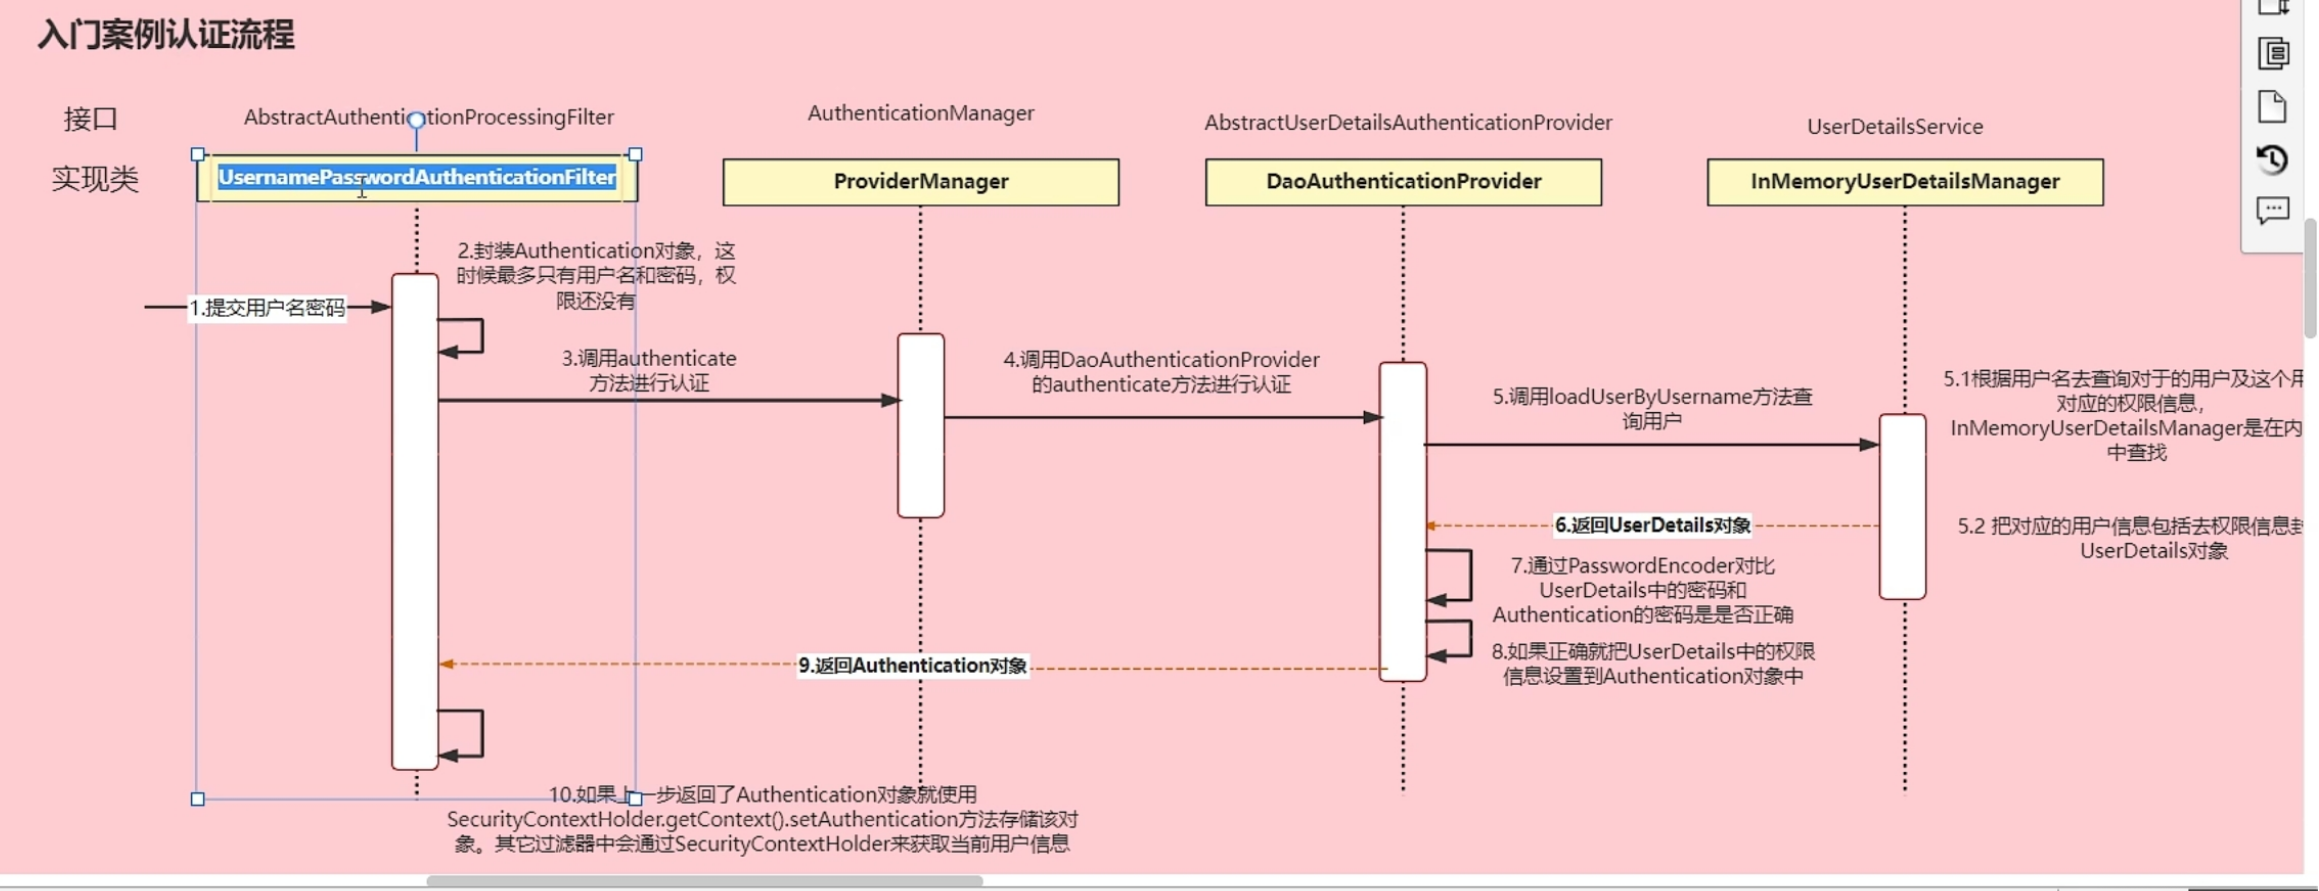 入门案例认证流程
接口
AbstractAuthenticationProcessingFilter
AuthenticationManager
AbstractUserDetailsAuthenticationProvider
UserDetailsService
实现类
UsernamePasswordAuthenticationFilter
ProviderManager
DaoAuthenticationProvider
InMemoryUserDetailsManager
1.提交用户名密码
2.封装Authentication对象，这
时候最多只有用户名和密码，权
限还没有
3.调用authenticate
方法进行认证
4.调用DaoAuthenticationProvider
的authenticate方法进行认证
5.调用loadUserByUsername方法查
询用户
5.1根据用户名去查询对于的用户及这个用
对应的权限信息，
InMemoryUserDetailsManager是在内
中查找
5.2 把对应的用户信息包括去权限信息封
UserDetails对象
6.返回UserDetails对象
7.通过PasswordEncoder对比
UserDetails中的密码和
Authentication的密码是是否正确
8.如果正确就把UserDetails中的权限
信息设置到Authentication对象中
9.返回Authentication对象
10.如果上一步返回了Authentication对象就使用
SecurityContextHolder.getContext().setAuthentication方法存储该对
象。其它过滤器中会通过SecurityContextHolder来获取当前用户信息